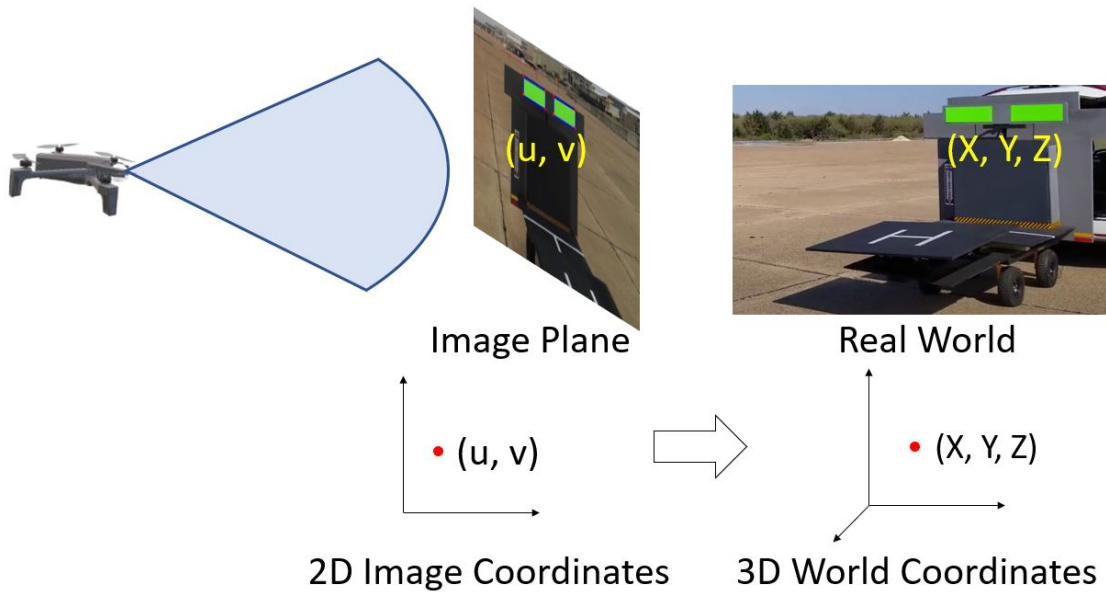 (u, v)
(X, Y, Z)
H
Image Plane
Real World
(u, v)
(X, Y, Z)
2D Image Coordinates
3D World Coordinates